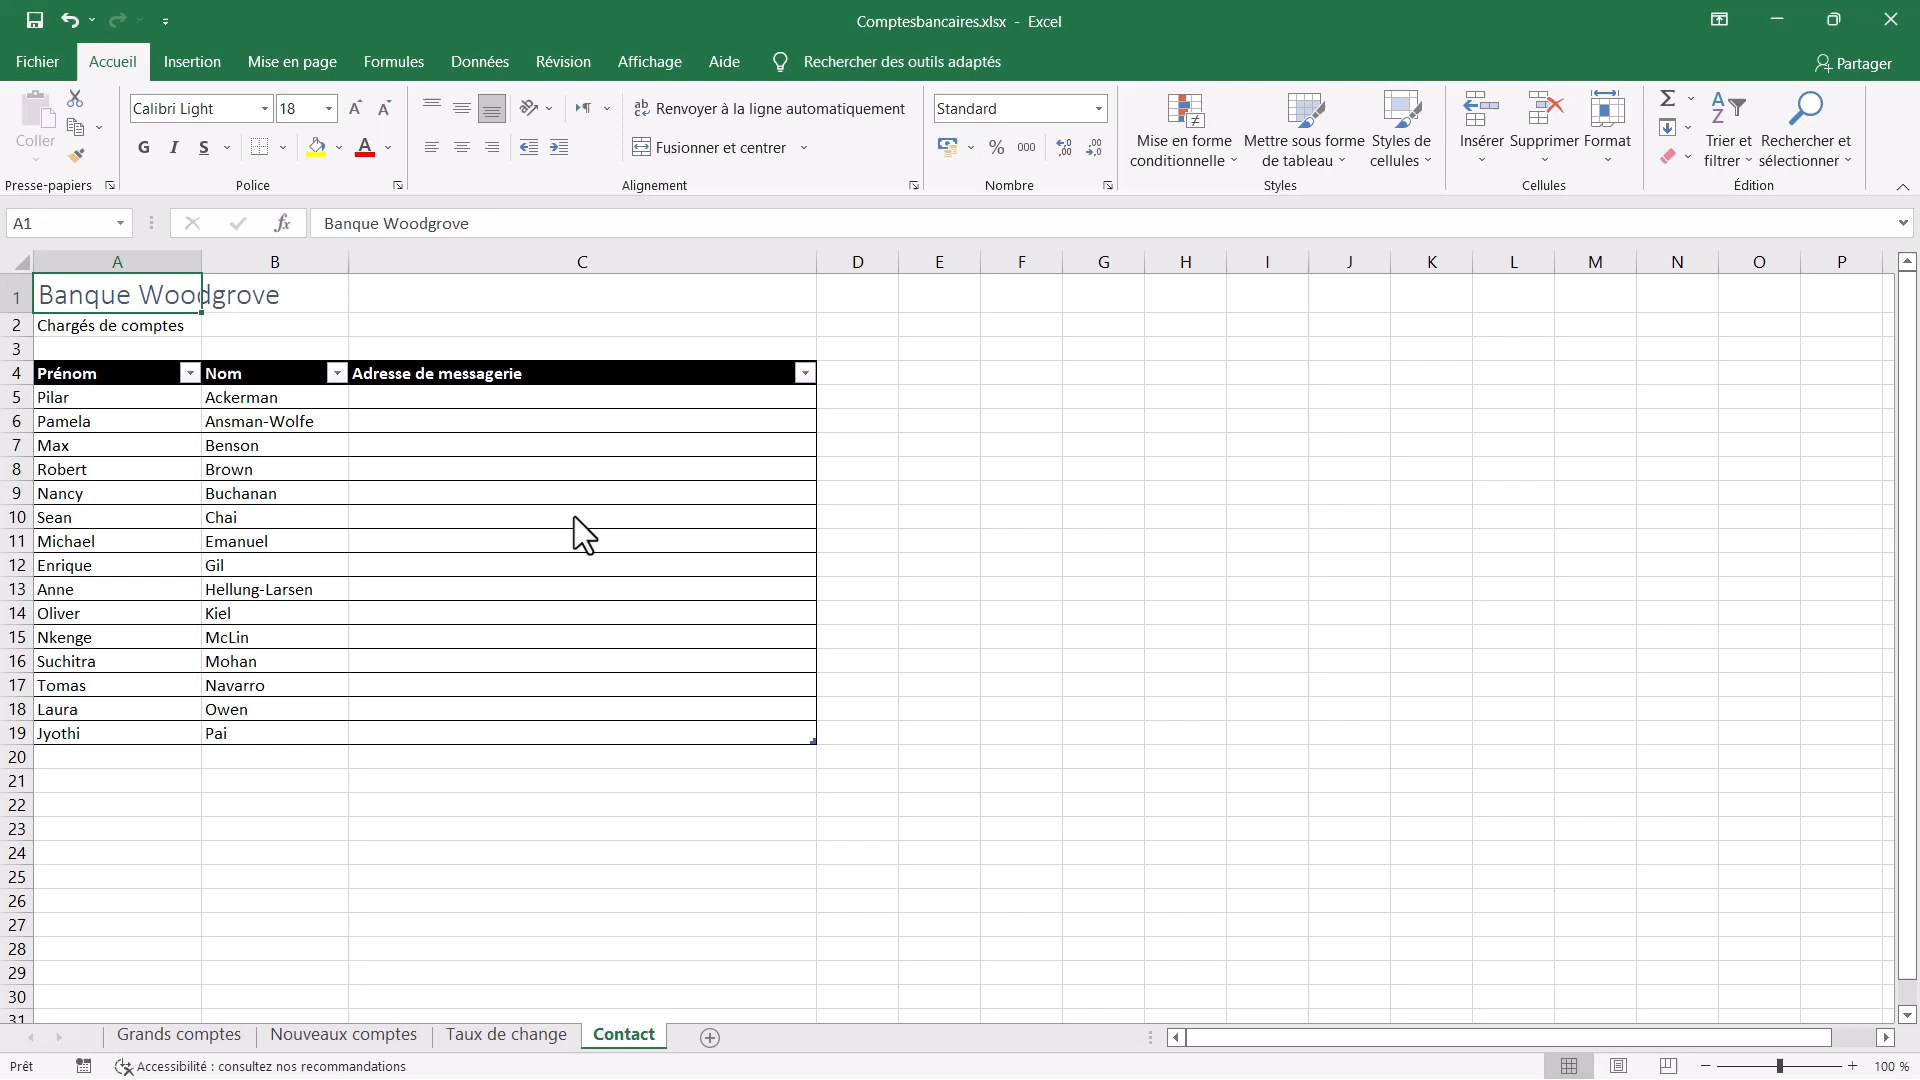 Comptesbancaires.xlsx - Excel
Fichier Accueil Insertion Mise en page Formules Données Révision Affichage Aide Rechercher des outils adaptés Partager
Coller
Calibri Light 18
G I S A
Renvoyer à la ligne automatiquement
Fusionner et centrer
Standard
% 000
Mise en forme conditionnelle
Mettre sous forme de tableau
Styles de cellules
Insérer Supprimer Format
Trier et filtrer
Rechercher et sélectionner
Presse-papiers Police Alignement Nombre Styles Cellules Édition
A1 fx Banque Woodgrove
A B C D E F G H I J K L M N O P
1 Banque Woodgrove
2 Chargés de comptes
3
4 Prénom Nom Adresse de messagerie
5 Pilar Ackerman
6 Pamela Ansman-Wolfe
7 Max Benson
8 Robert Brown
9 Nancy Buchanan
10 Sean Chai
11 Michael Emanuel
12 Enrique Gil
13 Anne Hellung-Larsen
14 Oliver Kiel
15 Nkenge McLin
16 Suchitra Mohan
17 Tomas Navarro
18 Laura Owen
19 Jyothi Pai
20
21
22
23
24
25
26
27
28
29
30
31
Grands comptes Nouveaux comptes Taux de change Contact
Prêt Accessibilité : consultez nos recommandations 100 %